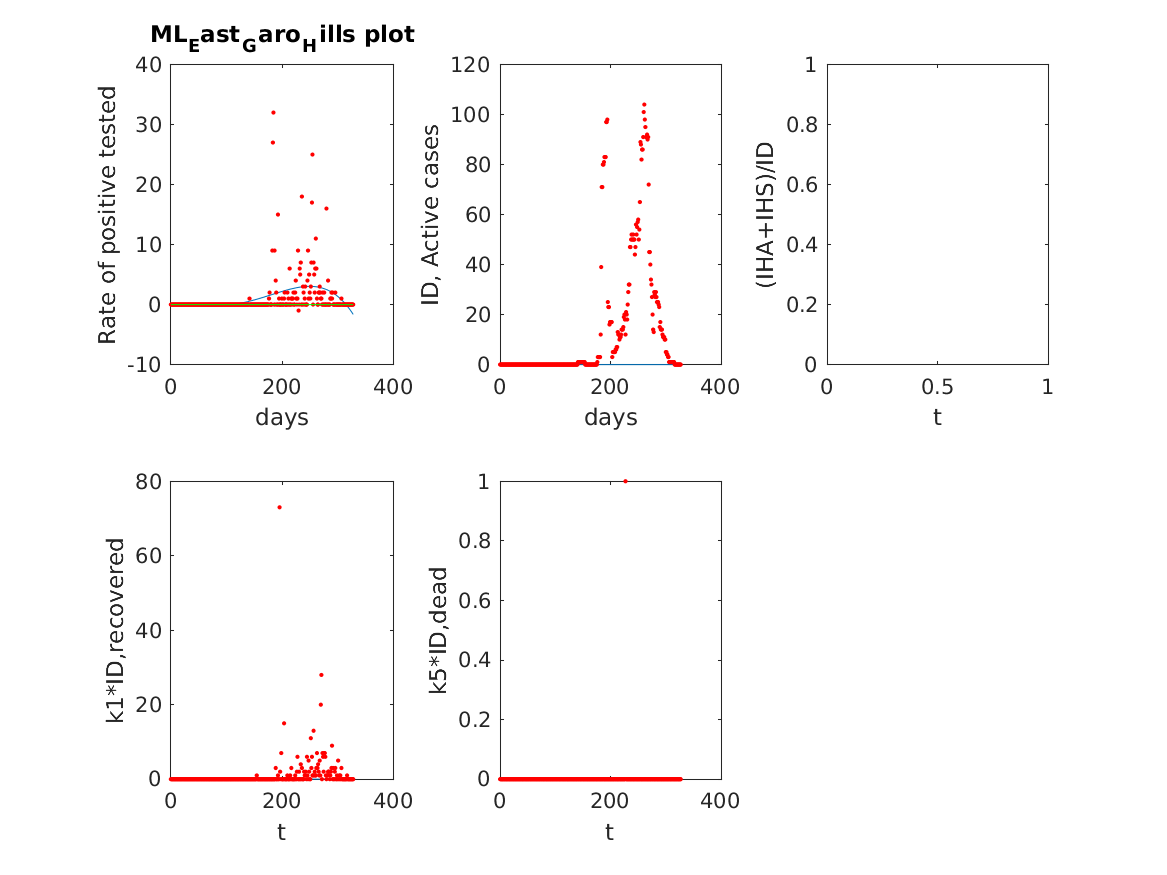 ML_East_Garo_Hills plot
40
30
20
10
0
-10
Rate of positive tested
0 200 400
days
120
100
80
60
40
20
0
ID, Active cases
0 200 400
days
1
0.8
0.6
0.4
0.2
0
(IHA+IHS)/ID
0 0.5 1
t
80
60
40
20
0
k1*ID,recovered
0 200 400
t
1
0.8
0.6
0.4
0.2
0
k5*ID,dead
0 200 400
t